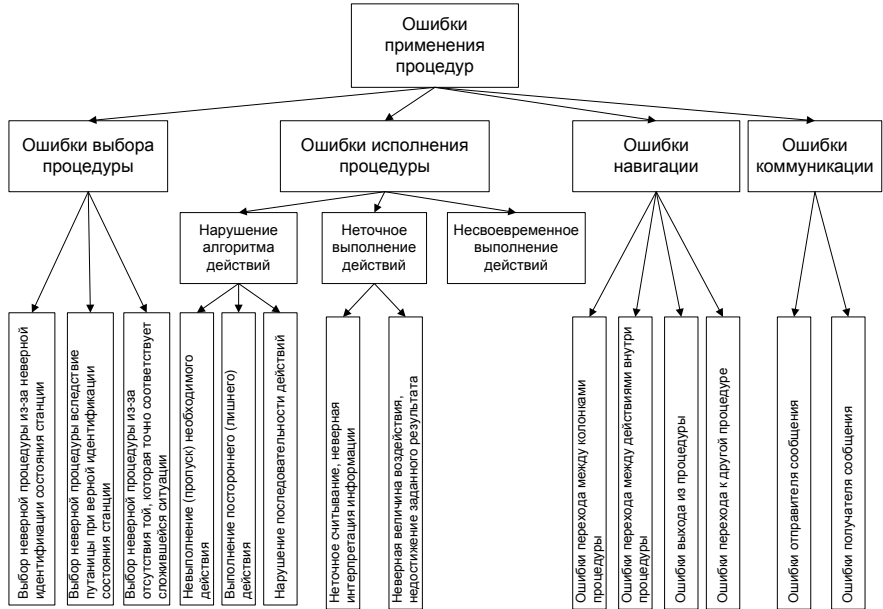 Ошибки
применения
процедур
Ошибки выбора
процедуры
Ошибки исполнения
процедуры
Ошибки
навигации
Ошибки
коммуникации
Нарушение
алгоритма
действий
Неточное
выполнение
действий
Несвоевременное
выполнение
действий
Выбор неверной процедуры из-за неверной
идентификации состояния станции
Выбор неверной процедуры вследствие
путаницы при верной идентификации
состояния станции
Выбор неверной процедуры из-за
отсутствия той, которая точно соответствует
сложившейся ситуации
Невыполнение (пропуск) необходимого
действия
Выполнение постороннего (лишнего)
действия
Нарушение последовательности действий
Неточное считывание, неверная
интерпретация информации
Неверная величина воздействия,
недостижение заданного результата
Ошибки перехода между колонками
процедуры
Ошибки перехода между действиями внутри
процедуры
Ошибки выхода из процедуры
Ошибки перехода к другой процедуре
Ошибки отправителя сообщения
Ошибки получателя сообщения